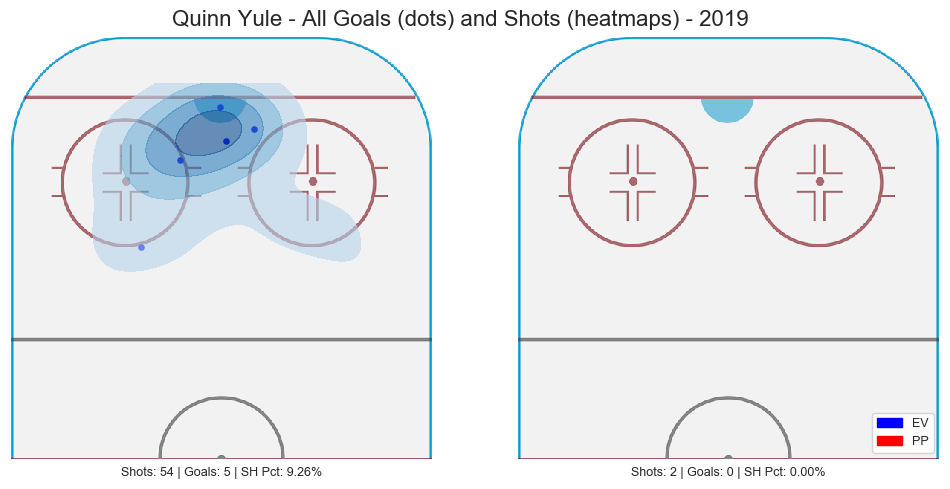 Quinn Yule - All Goals (dots) and Shots (heatmaps) - 2019
EV
PP
Shots: 54 | Goals: 5 | SH Pct: 9.26%
Shots: 2 | Goals: 0 | SH Pct: 0.00%